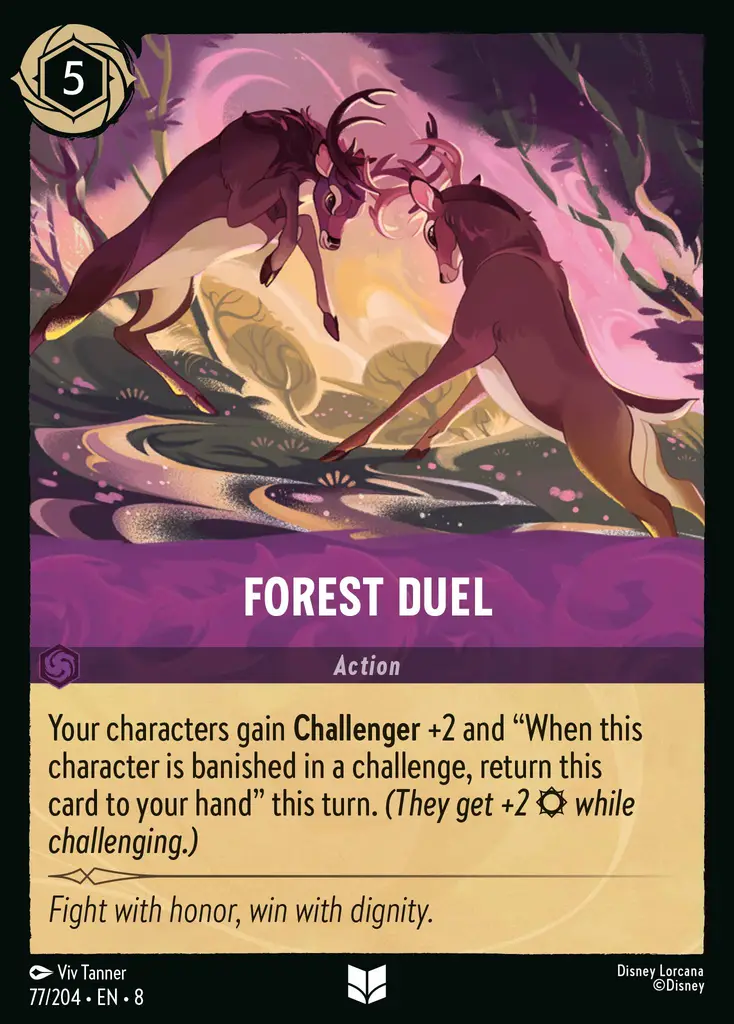 5
FOREST DUEL
Action
Your characters gain Challenger +2 and “When this
character is banished in a challenge, return this
card to your hand” this turn. (They get +2 while
challenging.)
Fight with honor, win with dignity.
Viv Tanner
77/204 • EN • 8
Disney Lorcana
©Disney